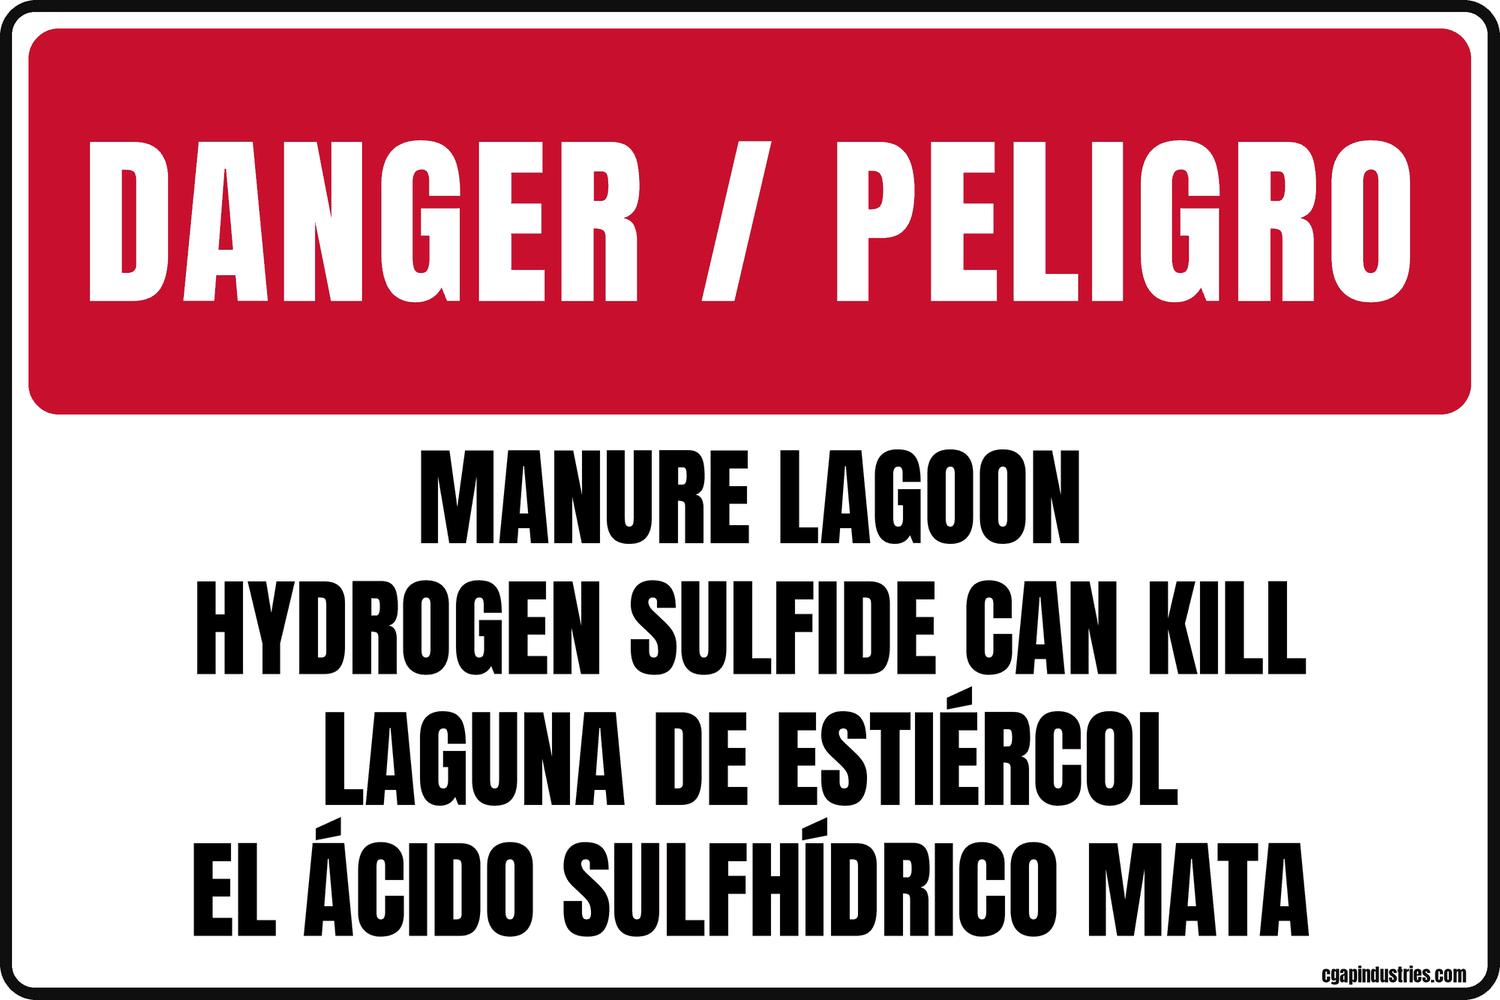 DANGER / PELIGRO
MANURE LAGOON
HYDROGEN SULFIDE CAN KILL
LAGUNA DE ESTIÉRCOL
EL ÁCIDO SULFHÍDRICO MATA
cgapindustries.com